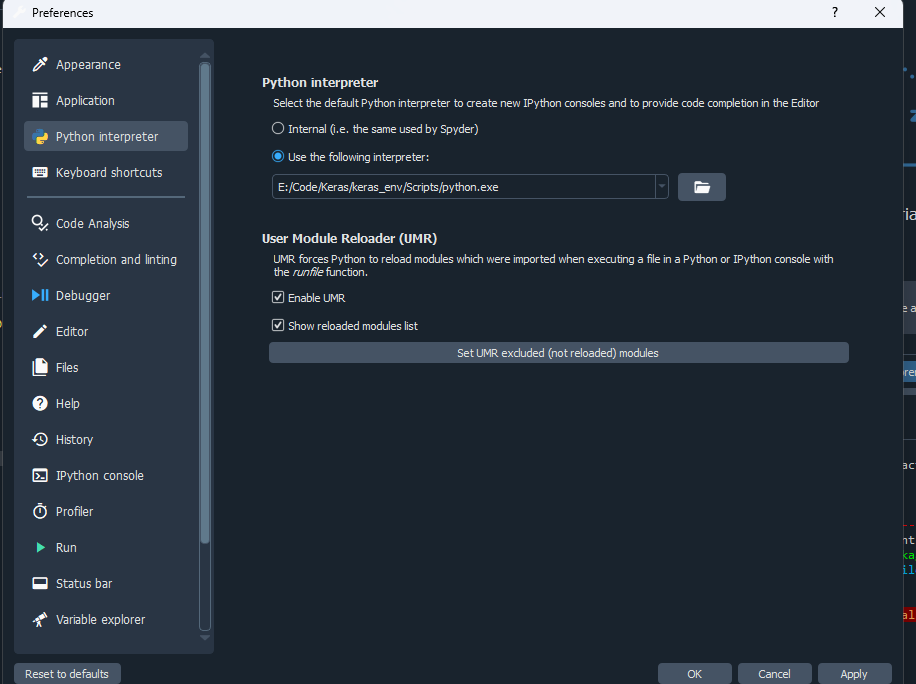 Preferences
?
Appearance
Application
Python interpreter
Keyboard shortcuts
Code Analysis
Completion and linting
Debugger
Editor
Files
Help
History
IPython console
Profiler
Run
Status bar
Variable explorer
Python interpreter
Select the default Python interpreter to create new IPython consoles and to provide code completion in the Editor
Internal (i.e. the same used by Spyder)
Use the following interpreter:
E:/Code/Keras/keras_env/Scripts/python.exe
User Module Reloader (UMR)
UMR forces Python to reload modules which were imported when executing a file in a Python or IPython console with
the runfile function.
Enable UMR
Show reloaded modules list
Set UMR excluded (not reloaded) modules
Reset to defaults
OK
Cancel
Apply